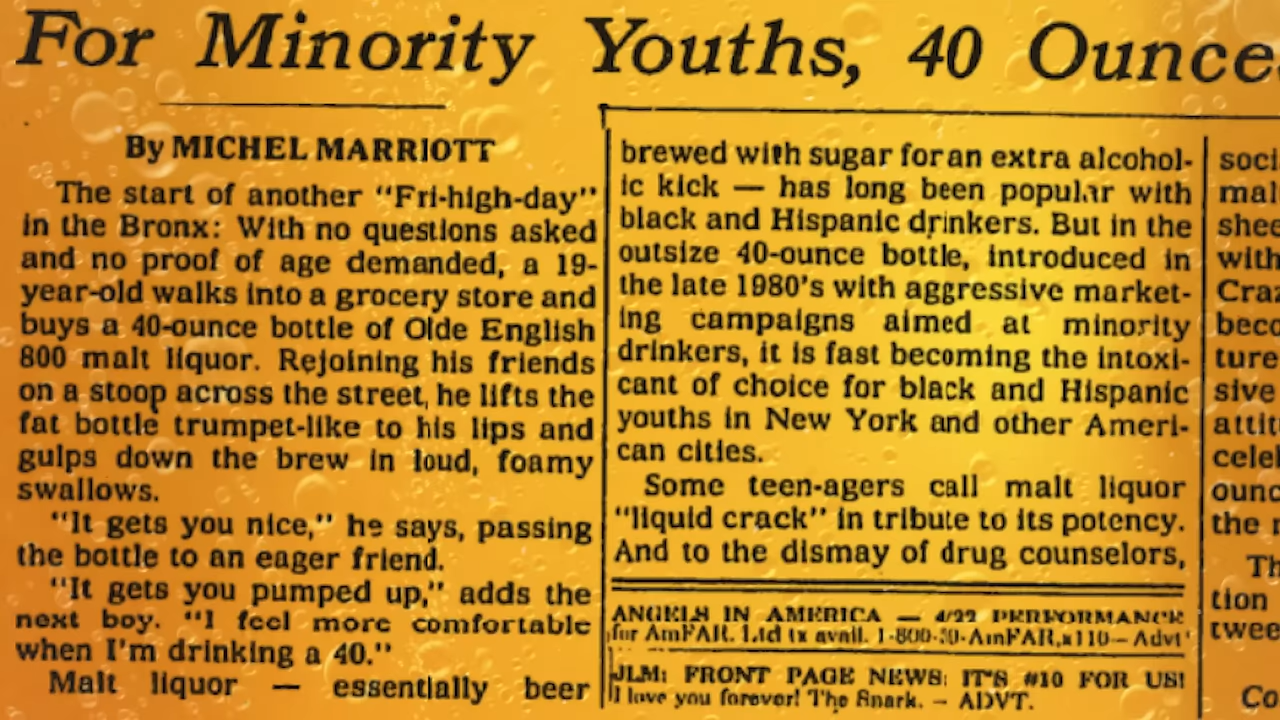 For Minority Youths, 40 Ounces
By MICHEL MARRIOTT
The start of another "Fri-high-day"
in the Bronx: With no questions asked
and no proof of age demanded, a 19-
year-old walks into a grocery store and
buys a 40-ounce bottle of Olde English
800 malt liquor. Rejoining his friends
on a stoop across the street, he lifts the
fat bottle trumpet-like to his lips and
gulps down the brew in loud, foamy
swallows.
"It gets you nice," he says, passing
the bottle to an eager friend.
"It gets you pumped up," adds the
next boy. "I feel more comfortable
when I'm drinking a 40."
Malt liquor — essentially beer
brewed with sugar for an extra alcohol-
ic kick — has long been popular with
black and Hispanic drinkers. But in the
outsize 40-ounce bottle, introduced in
the late 1980's with aggressive market-
ing campaigns aimed at minority
drinkers, it is fast becoming the intoxi-
cant of choice for black and Hispanic
youths in New York and other Ameri-
can cities.
Some teen-agers call malt liquor
"liquid crack" in tribute to its potency.
And to the dismay of drug counselors,
ANGELS IN AMERICA — 4/22 PERFORMANCE
for AmFAR. Ltd tx avail. 1-800-30-AmFAR,x110— Advt
JLM: FRONT PAGE NEWS: IT'S #10 FOR US!
I love you forever! The Snark. — ADVT.
soci
mal
shee
with
Craz
beco
ture
sive
attit
celeb
ounc
the
Th
tion
twee
Co